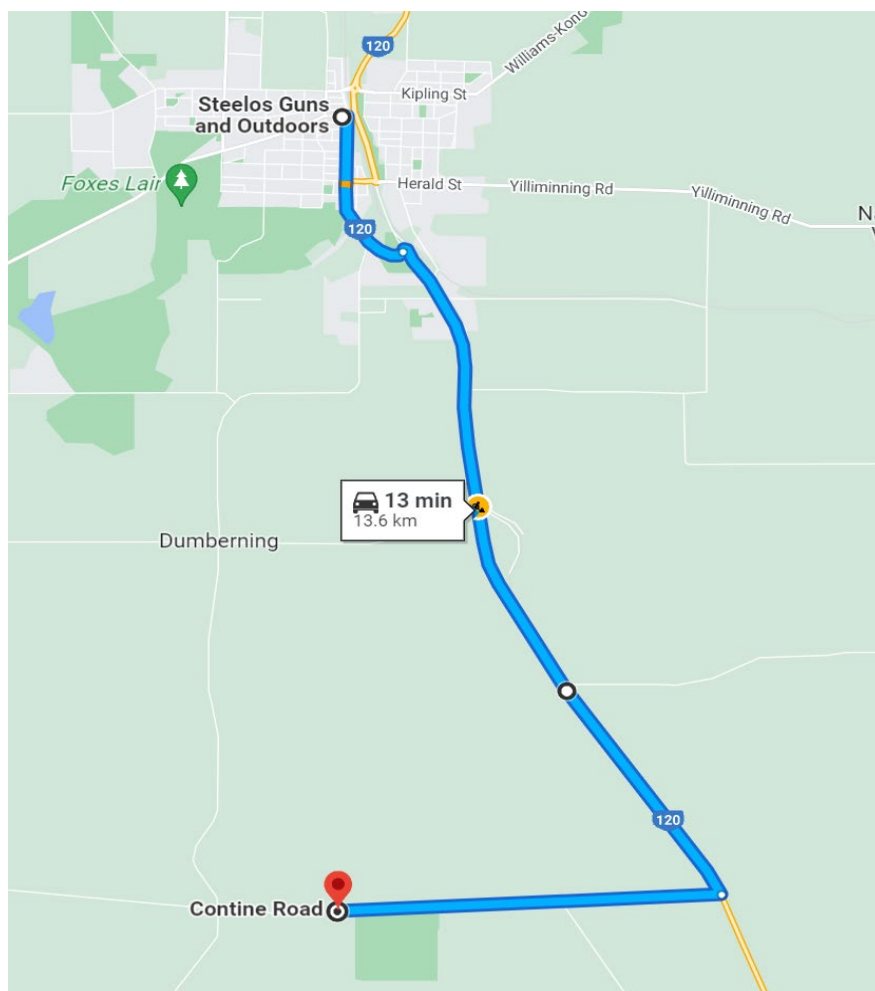 120
Williams-Kond
Kipling St
Steelos Guns
and Outdoors
Foxes Lair
Herald St
Yilliminning Rd
Yilliminning Rd
Na
V
120
13 min
13.6 km
Dumberning
120
Contine Road